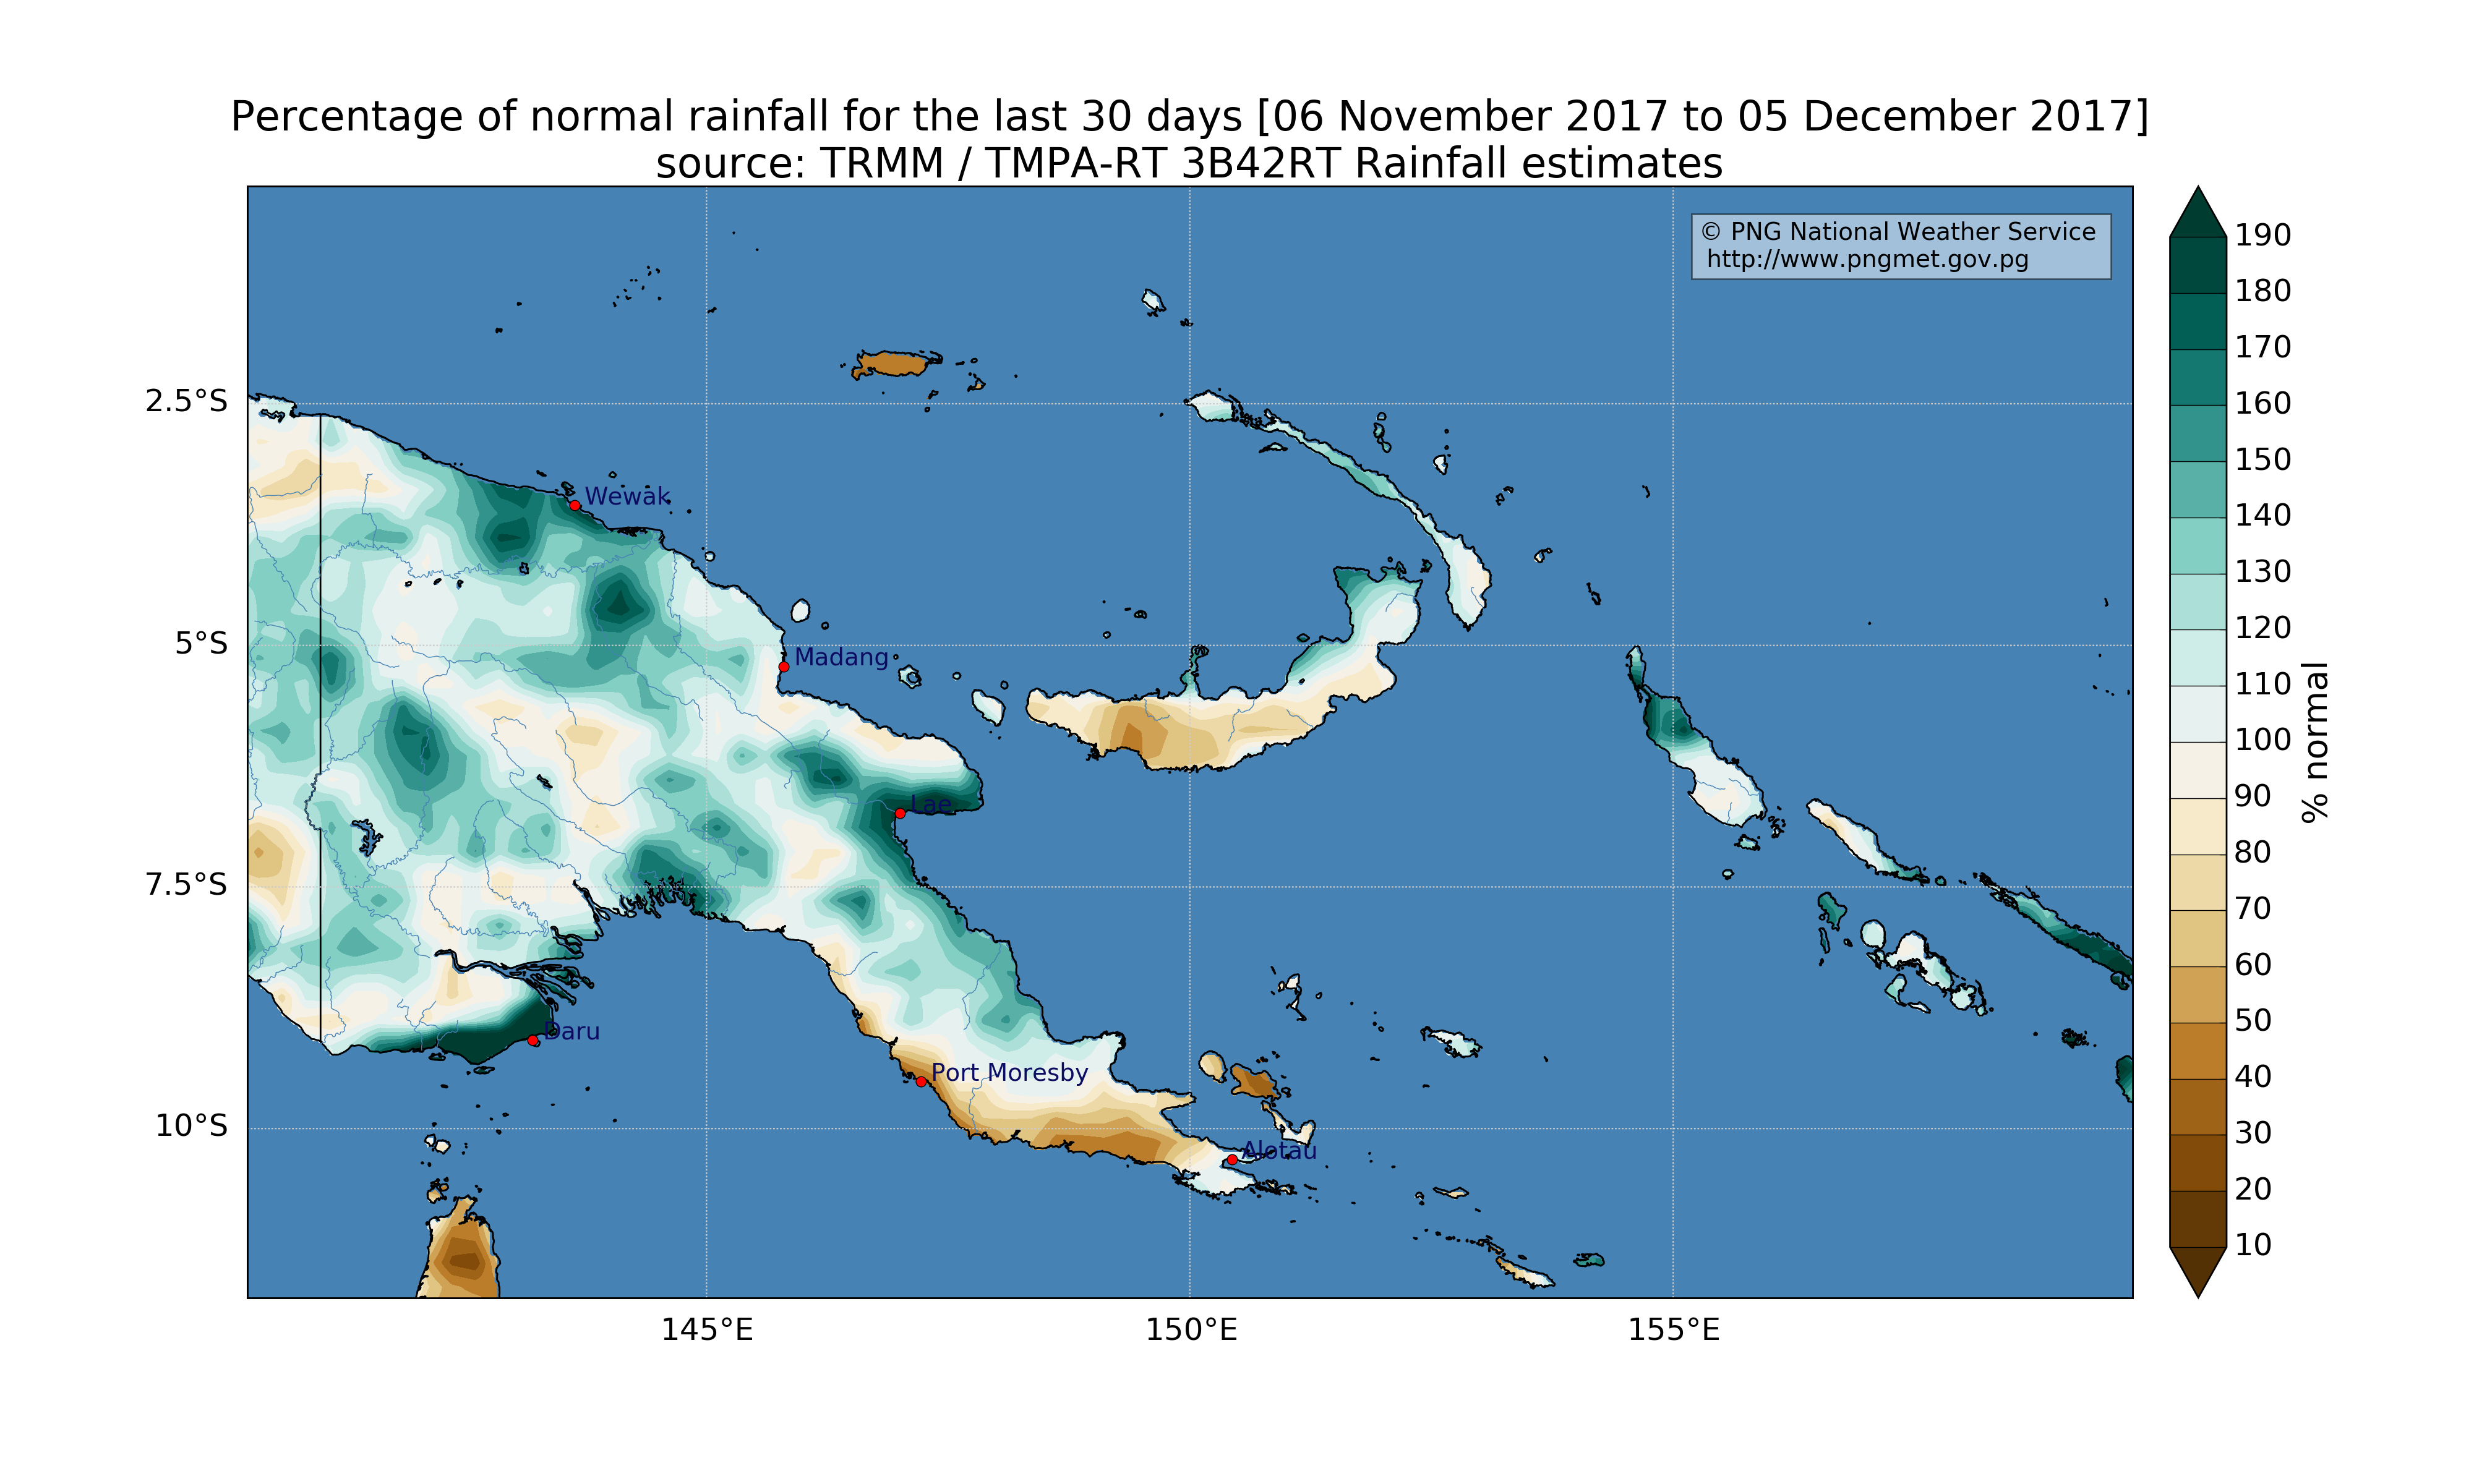 Percentage of normal rainfall for the last 30 days [06 November 2017 to 05 December 2017]
source: TRMM / TMPA-RT 3B42RT Rainfall estimates
© PNG National Weather Service
http://www.pngmet.gov.pg
2.5°S
5°S
7.5°S
10°S
Wewak
Madang
Lae
Daru
Port Moresby
Alotau
145°E
150°E
155°E
190
180
170
160
150
140
130
120
110
100
90
80
70
60
50
40
30
20
10
% normal